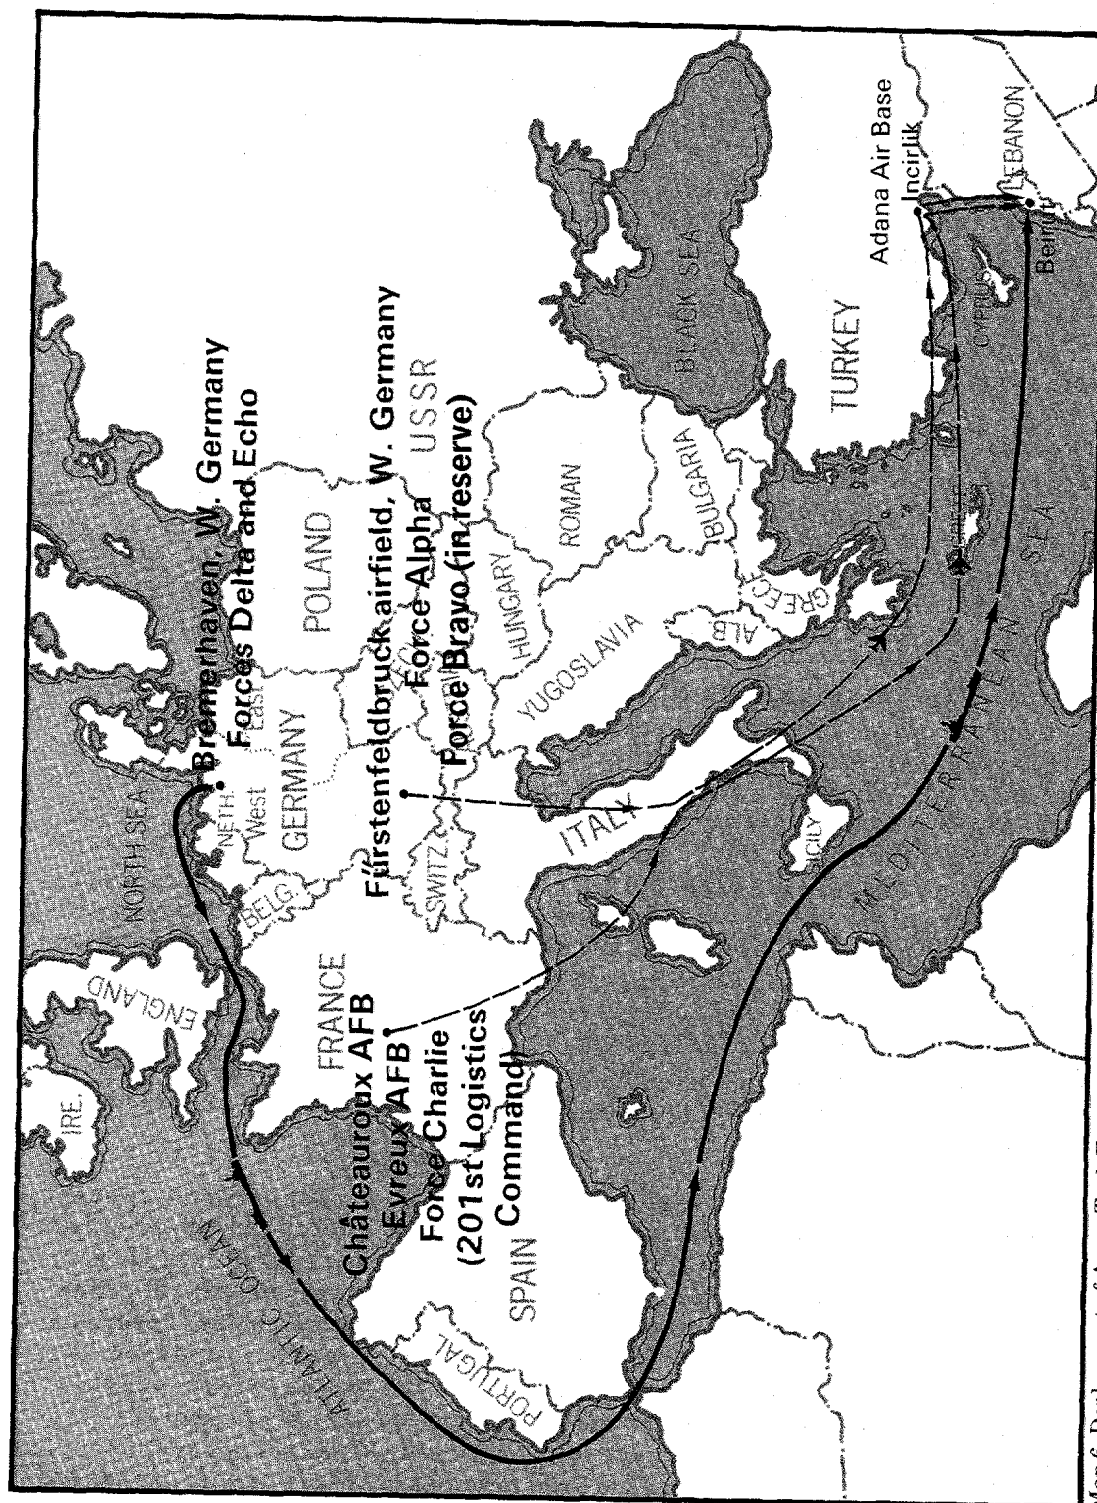 Bremerhaven, W. Germany
Forces Delta and Echo
Fürstenfeldbruck airfield, W. Germany
Force Alpha
Force Bravo (in reserve)
Châteauroux AFB
Evreux AFB
Force Charlie
(201st Logistics
Command)
Adana Air Base
Incirlik
Beirut
LEBANON
CYPRUS
TURKEY
BLACK SEA
USSR
ROMAN
BULGARIA
GREECE
ALB.
YUGOSLAVIA
HUNGARY
POLAND
East
West
GERMANY
NETH.
BELG.
SWITZ.
ITALY
SICILY
FRANCE
SPAIN
PORTUGAL
ENGLAND
IRE.
NORTH SEA
ATLANTIC OCEAN
MEDITERRANEAN SEA